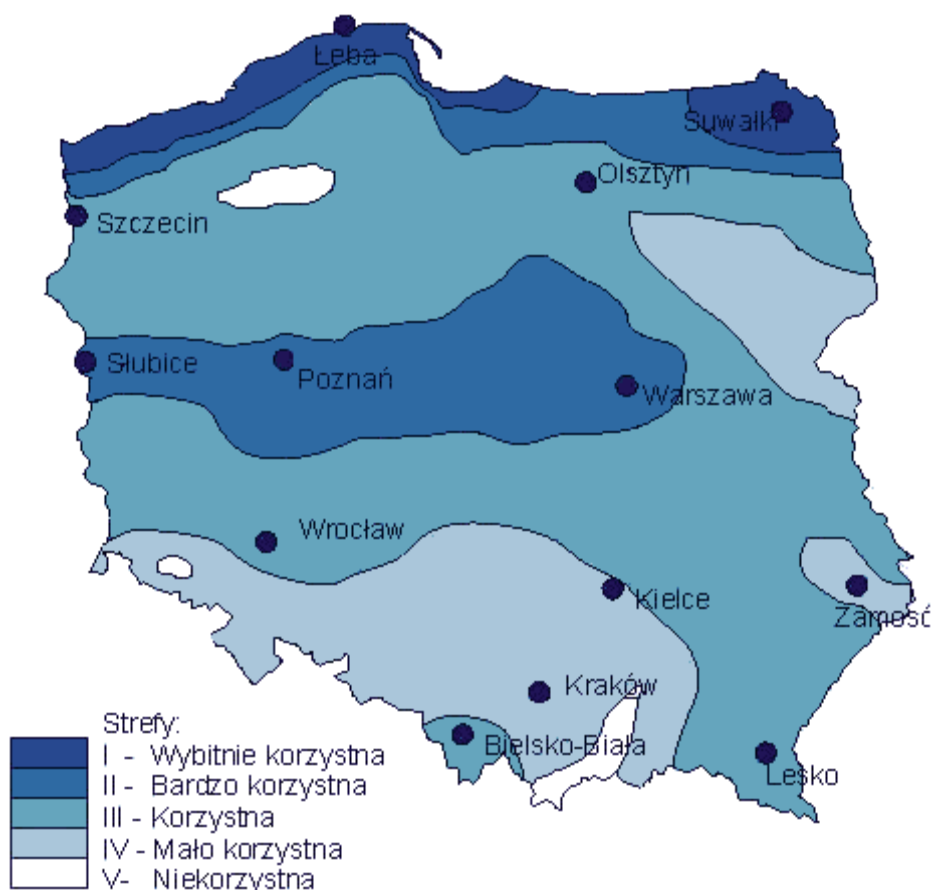 Łeba
Suwałki
Olsztyn
Szczecin
Słubice
Poznań
Warszawa
Wrocław
Kielce
Zamość
Kraków
Bielsko-Biała
Lesko
Strefy:
I - Wybitnie korzystna
II - Bardzo korzystna
III - Korzystna
IV - Mało korzystna
V- Niekorzystna